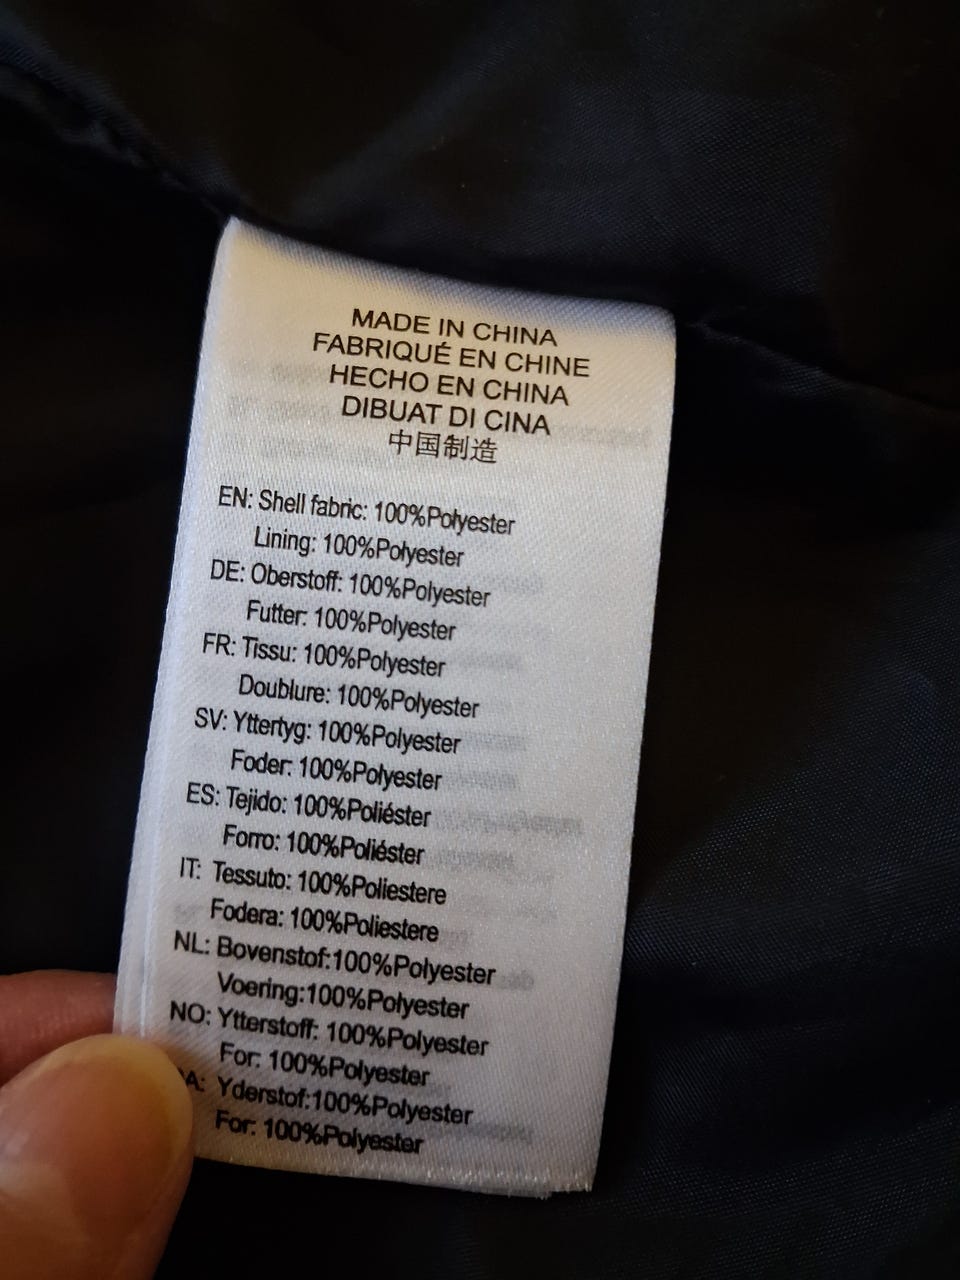 MADE IN CHINA
FABRIQUÉ EN CHINE
HECHO EN CHINA
DIBUAT DI CINA
中国制造
EN: Shell fabric: 100%Polyester
Lining: 100%Polyester
DE: Oberstoff: 100%Polyester
Futter: 100%Polyester
FR: Tissu: 100%Polyester
Doublure: 100%Polyester
SV: Yttertyg: 100%Polyester
Foder: 100%Polyester
ES: Tejido: 100%Poliéster
Forro: 100%Poliéster
IT: Tessuto: 100%Poliestere
Fodera: 100%Poliestere
NL: Bovenstof:100%Polyester
Voering:100%Polyester
NO: Ytterstoff: 100%Polyester
For: 100%Polyester
A: Yderstof:100%Polyester
For: 100%Polyester